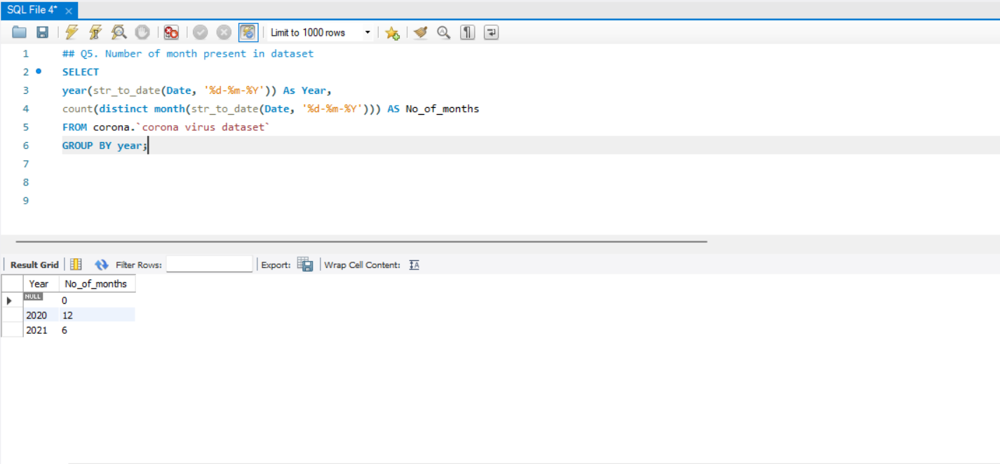 SQL File 4*
Limit to 1000 rows
1 ## Q5. Number of month present in dataset
2 SELECT
3 year(str_to_date(Date, '%d-%m-%Y')) As Year,
4 count(distinct month(str_to_date(Date, '%d-%m-%Y'))) AS No_of_months
5 FROM corona.`corona virus dataset`
6 GROUP BY year;
7
8
9
Result Grid Filter Rows: Export: Wrap Cell Content: IA
Year No_of_months
NULL 0
2020 12
2021 6